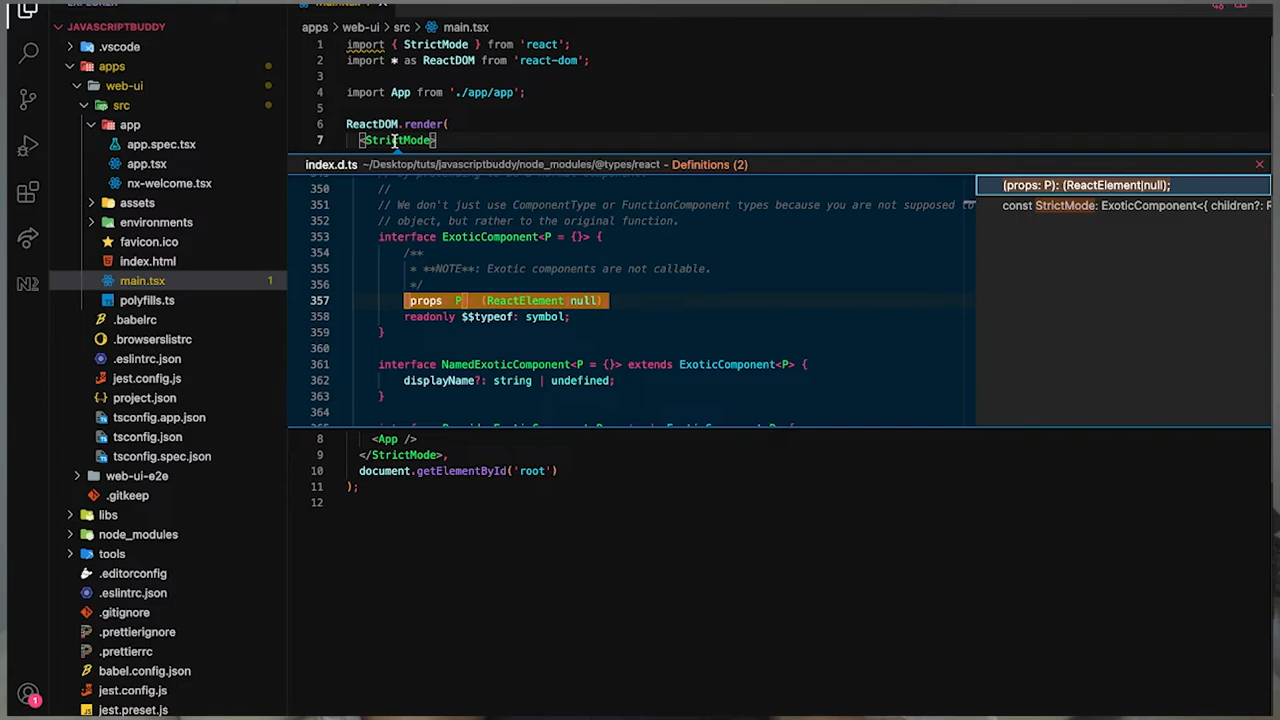 JAVASCRIPTBUDDY
.vscode
apps
web-ui
src
app
app.spec.tsx
app.tsx
nx-welcome.tsx
assets
environments
favicon.ico
index.html
main.tsx 1
polyfills.ts
.babelrc
.browserslistrc
.eslintrc.json
jest.config.js
project.json
tsconfig.app.json
tsconfig.json
tsconfig.spec.json
web-ui-e2e
.gitkeep
libs
node_modules
tools
.editorconfig
.eslintrc.json
.gitignore
.prettierignore
.prettierrc
babel.config.json
jest.config.js
jest.preset.js
1
apps > web-ui > src > main.tsx
1 import { StrictMode } from 'react';
2 import * as ReactDOM from 'react-dom';
3
4 import App from './app/app';
5
6 ReactDOM.render(
7 <StrictMode>
index.d.ts ~/Desktop/tuts/javascriptbuddy/node_modules/@types/react - Definitions (2)
350 //
351 // We don't just use ComponentType or FunctionComponent types because you are not supposed to
352 // object, but rather to the original function.
353 interface ExoticComponent<P = {}> {
354 /**
355 * **NOTE**: Exotic components are not callable.
356 */
357 props P (ReactElement null)
358 readonly $$typeof: symbol;
359 }
360
361 interface NamedExoticComponent<P = {}> extends ExoticComponent<P> {
362 displayName?: string | undefined;
363 }
364
(props: P): (ReactElement|null);
const StrictMode: ExoticComponent<{ children?: R
8 <App />
9 </StrictMode>,
10 document.getElementById('root')
11 );
12